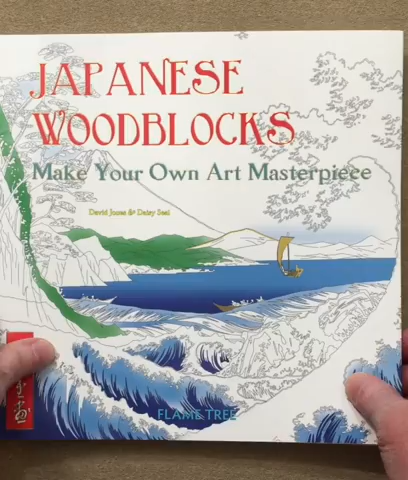 JAPANESE
WOODBLOCKS
Make Your Own Art Masterpiece
David Jones & Daisy Seal
FLAME TREE